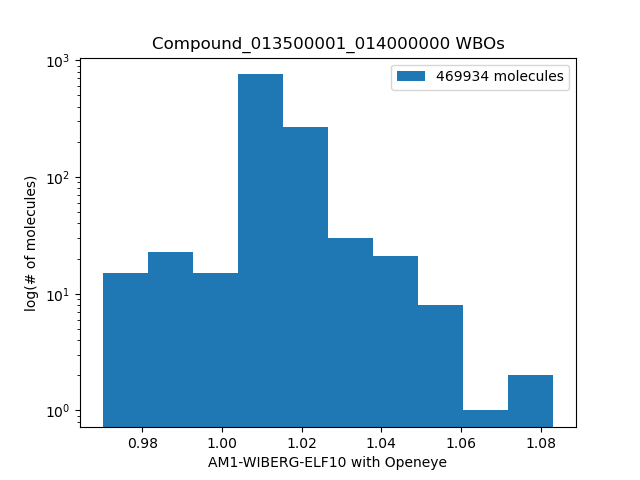 Compound_013500001_014000000 WBOs
469934 molecules
log(# of molecules)
10³
10²
10¹
10⁰
0.98 1.00 1.02 1.04 1.06 1.08
AM1-WIBERG-ELF10 with Openeye